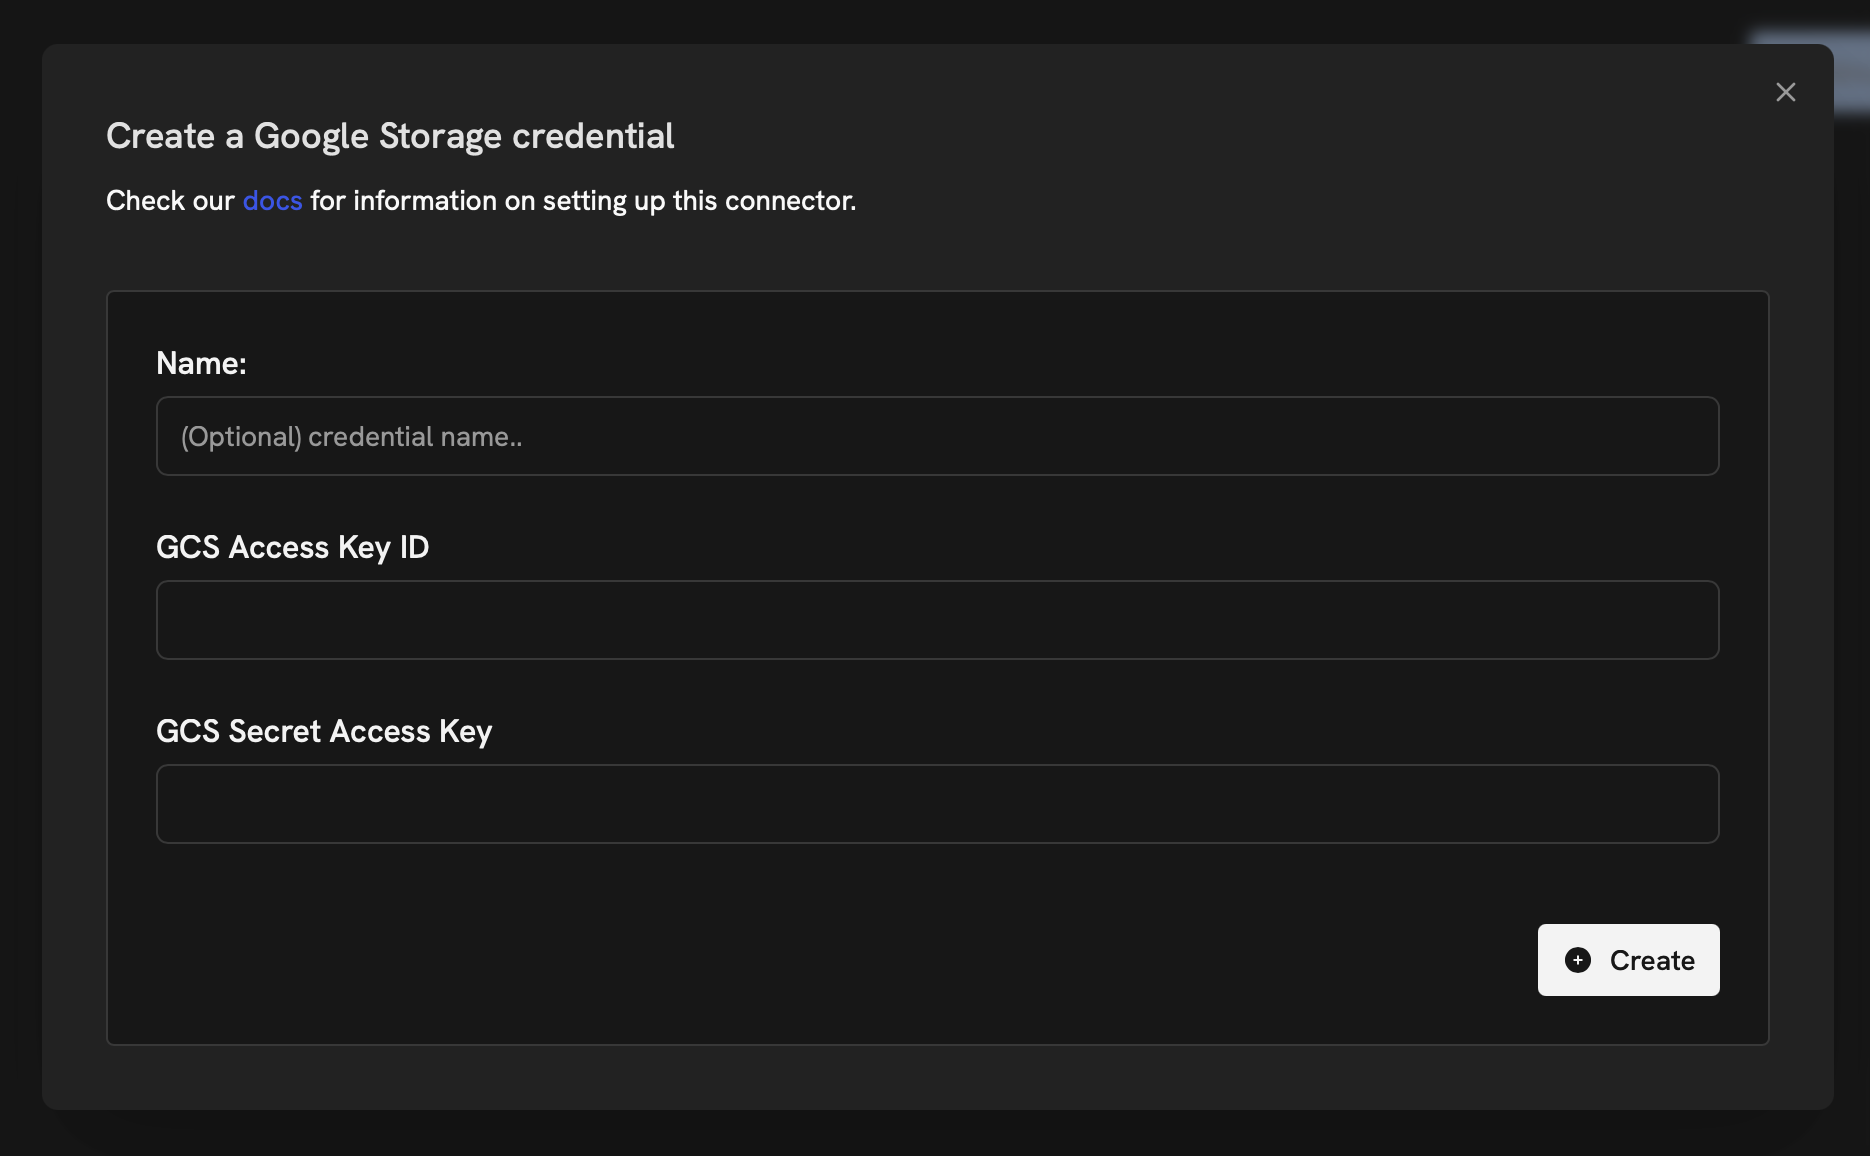 Create a Google Storage credential
Check our docs for information on setting up this connector.
Name:
(Optional) credential name..
GCS Access Key ID
GCS Secret Access Key
Create